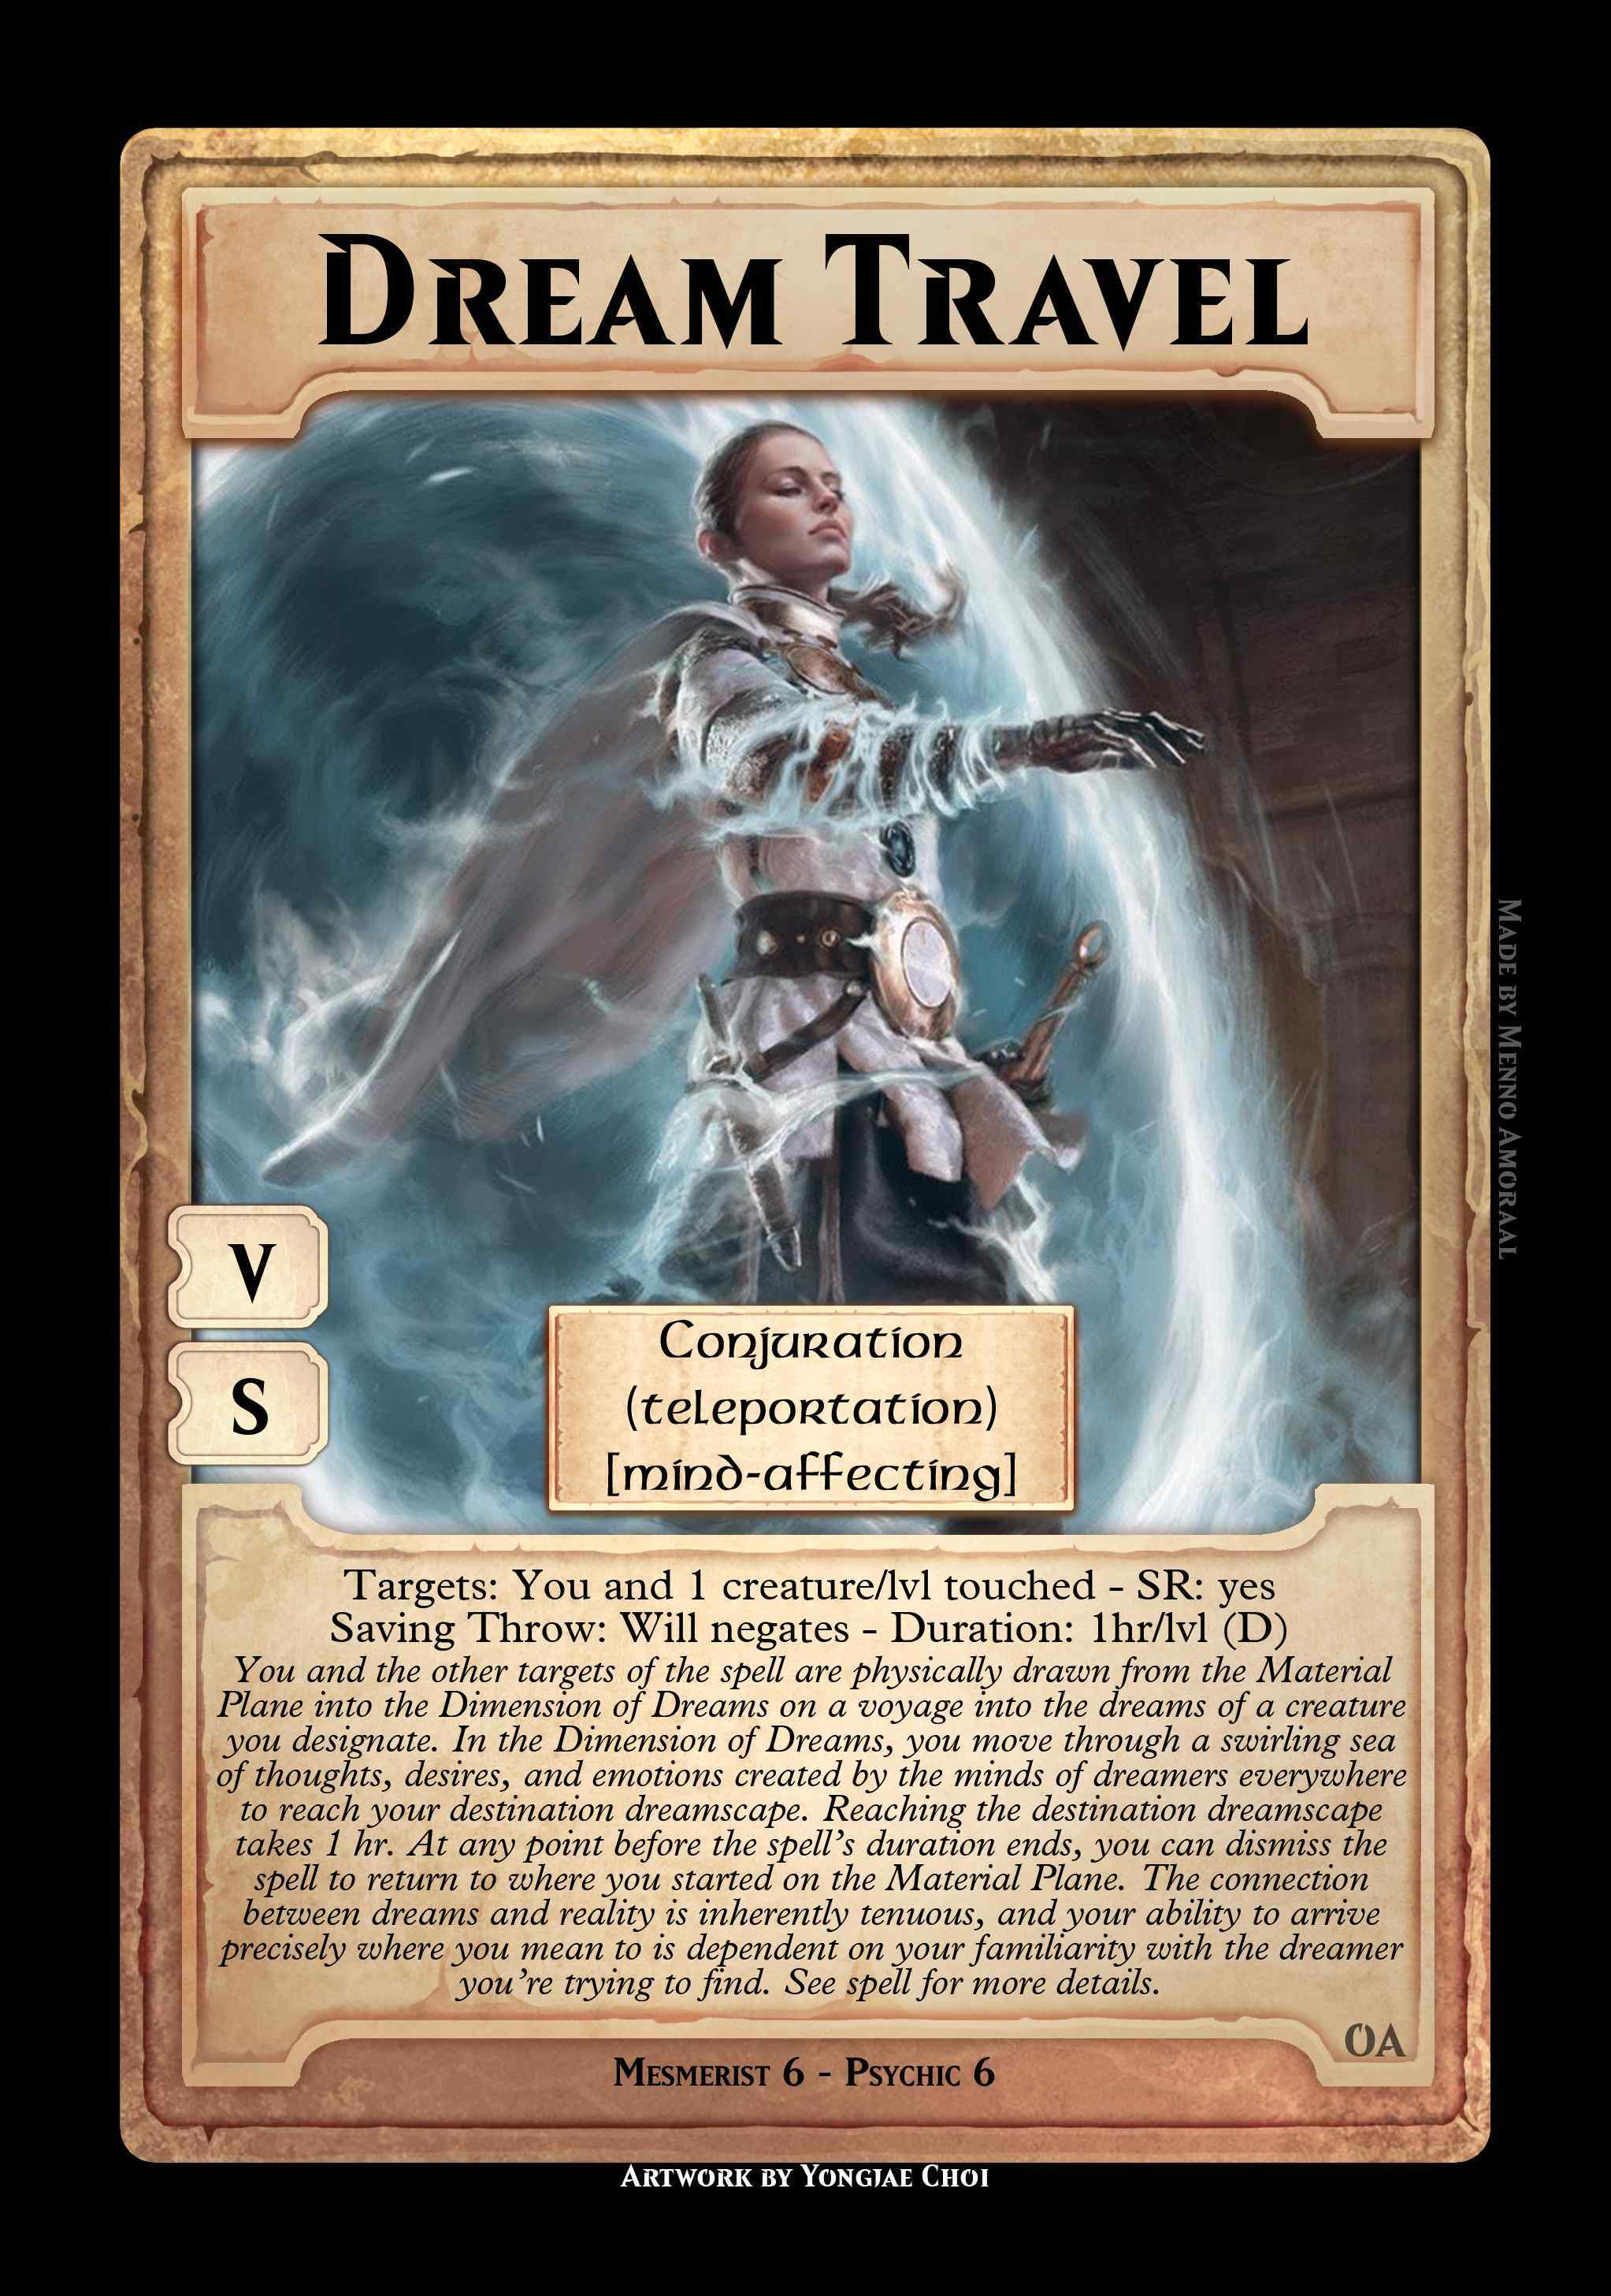 Dream Travel
Made by Menno Amoraal
V
S
Conjuration
(teleportation)
[mind-affecting]
Targets: You and 1 creature/lvl touched - SR: yes
Saving Throw: Will negates - Duration: 1hr/lvl (D)
You and the other targets of the spell are physically drawn from the Material
Plane into the Dimension of Dreams on a voyage into the dreams of a creature
you designate. In the Dimension of Dreams, you move through a swirling sea
of thoughts, desires, and emotions created by the minds of dreamers everywhere
to reach your destination dreamscape. Reaching the destination dreamscape
takes 1 hr. At any point before the spell's duration ends, you can dismiss the
spell to return to where you started on the Material Plane. The connection
between dreams and reality is inherently tenuous, and your ability to arrive
precisely where you mean to is dependent on your familiarity with the dreamer
you're trying to find. See spell for more details.
OA
Mesmerist 6 - Psychic 6
Artwork by Yongjae Choi